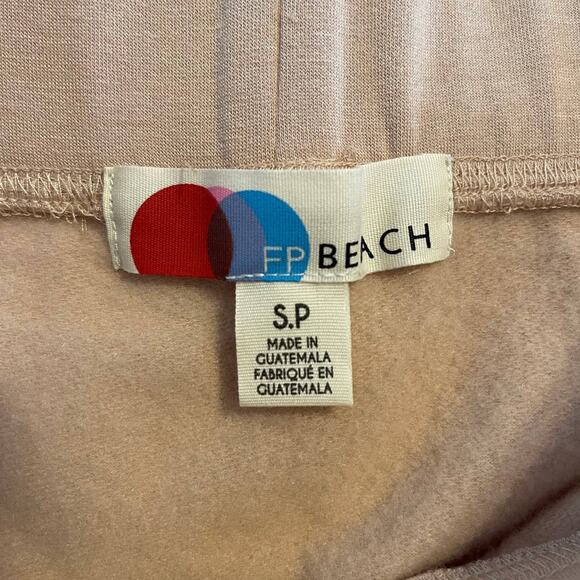 FP BEACH
S.P
MADE IN
GUATEMALA
FABRIQUÉ EN
GUATEMALA